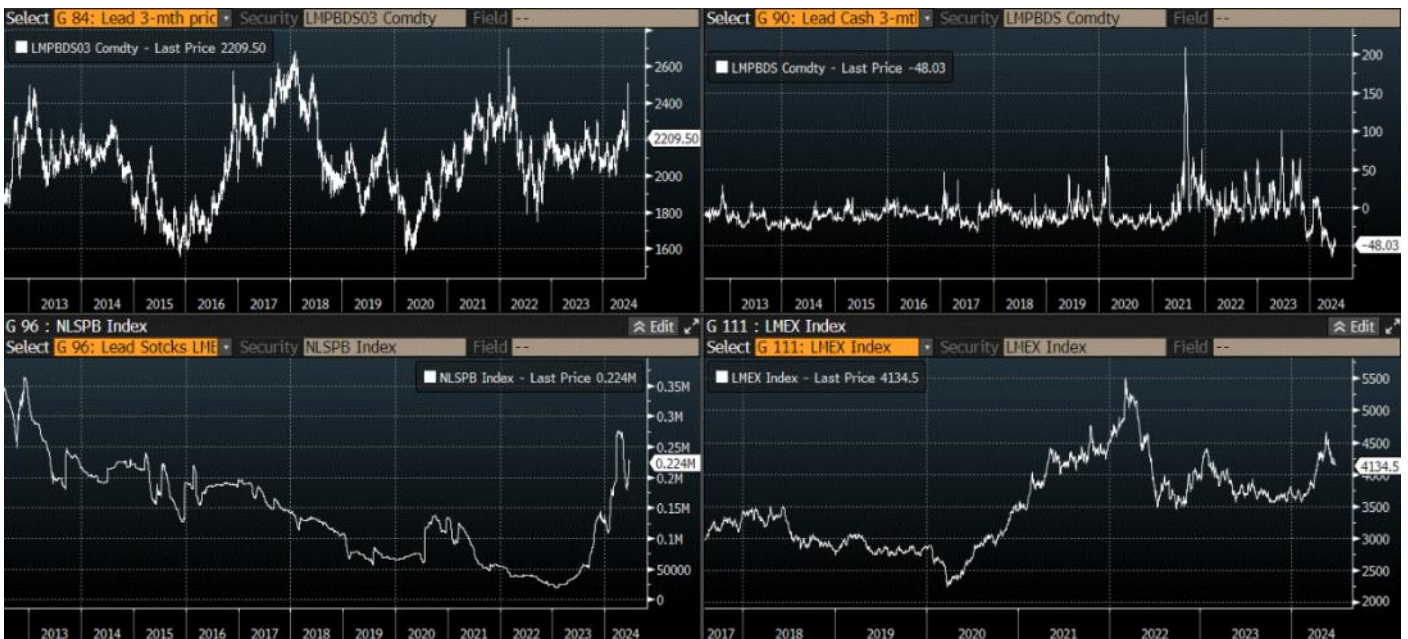 Select G 84: Lead 3-mth pric Security LMPBDS03 Comdty Field --
LMPBDS03 Comdty - Last Price 2209.50
2600
2400
2209.50
2000
1800
1600
2013 2014 2015 2016 2017 2018 2019 2020 2021 2022 2023 2024
Select G 90: Lead Cash 3-mtl Security LMPBDS Comdty Field --
LMPBDS Comdty - Last Price -48.03
200
150
100
50
0
-48.03
2013 2014 2015 2016 2017 2018 2019 2020 2021 2022 2023 2024
G 96 : NLSPB Index Edit
Select G 96: Lead Sotcks LME Security NLSPB Index Field --
NLSPB Index - Last Price 0.224M
0.35M
0.3M
0.25M
0.224M
0.2M
0.15M
0.1M
50000
0
2013 2014 2015 2016 2017 2018 2019 2020 2021 2022 2023 2024
G 111 : LMEX Index Edit
Select G 111: LMEX Index Security LMEX Index Field --
LMEX Index - Last Price 4134.5
5500
5000
4500
4134.5
3500
3000
2500
2000
2017 2018 2019 2020 2021 2022 2023 2024